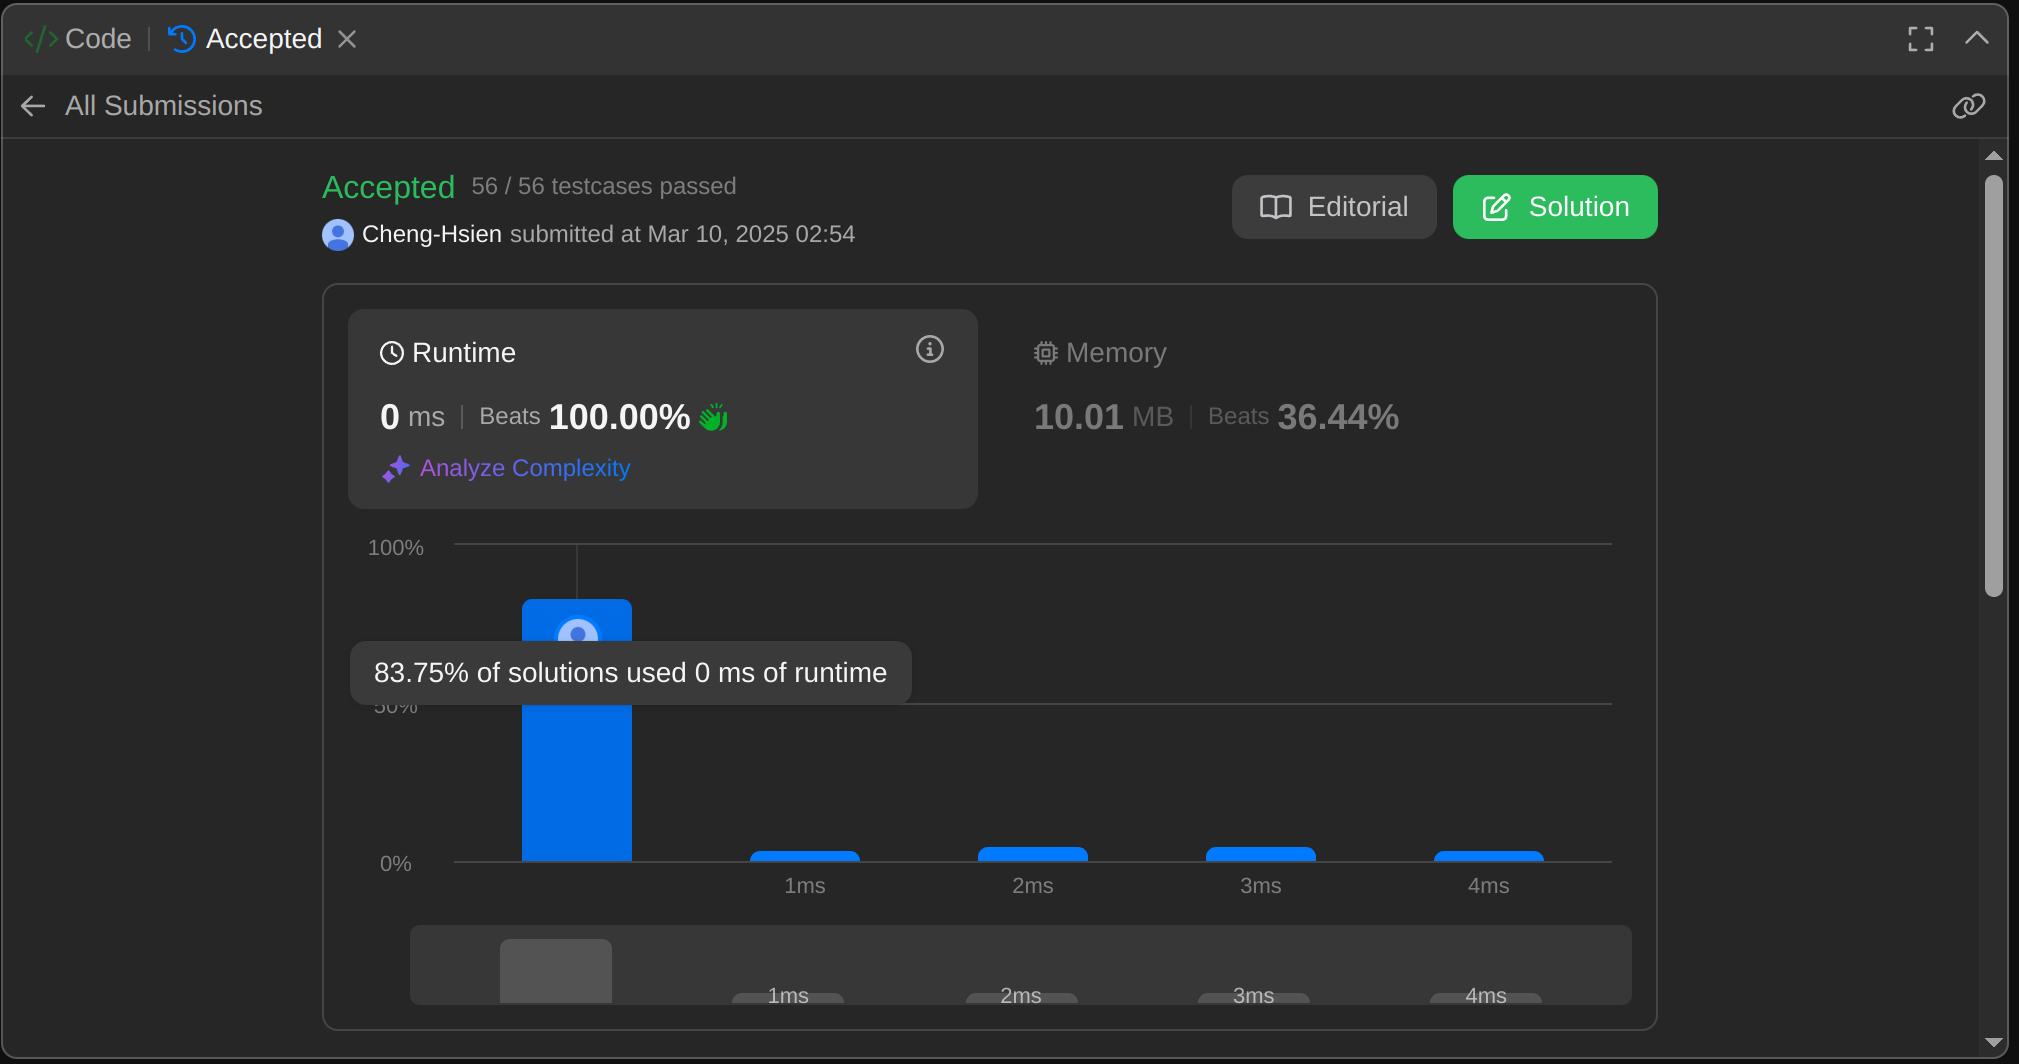 Code | Accepted
All Submissions
Accepted 56 / 56 testcases passed
Cheng-Hsien submitted at Mar 10, 2025 02:54
Editorial
Solution
Runtime
0 ms | Beats 100.00%
Analyze Complexity
Memory
10.01 MB | Beats 36.44%
100%
83.75% of solutions used 0 ms of runtime
50%
0%
1ms 2ms 3ms 4ms
1ms 2ms 3ms 4ms